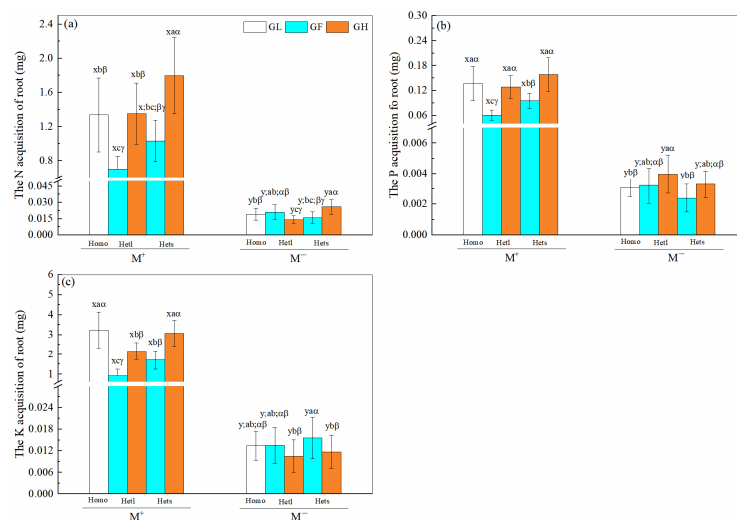 (a)
GL GF GH
The N acquisition of root (mg)
2.4
1.6
1.2
0.8
0.045
0.030
0.015
0.000
xbβ
xcγ
xbβ
x;bc;βγ
xaα
ybβ
y;ab;αβ
ycγ
y;bc;βγ
yaα
Homo Hetl Hets Homo Hetl Hets
M⁺ M⁻
(b)
The P acquisition fo root (mg)
0.30
0.24
0.18
0.12
0.06
0.006
0.004
0.002
0.000
xaα
xcγ
xaα
xbβ
xaα
ybβ
y;ab;αβ
yaα
ybβ
y;ab;αβ
Homo Hetl Hets Homo Hetl Hets
M⁺ M⁻
(c)
The K acquisition of root (mg)
6
5
4
3
2
1
0.024
0.018
0.012
0.006
0.000
xaα
xcγ
xbβ
xbβ
xaα
y;ab;αβ
y;ab;αβ
ybβ
yaα
ybβ
Homo Hetl Hets Homo Hetl Hets
M⁺ M⁻